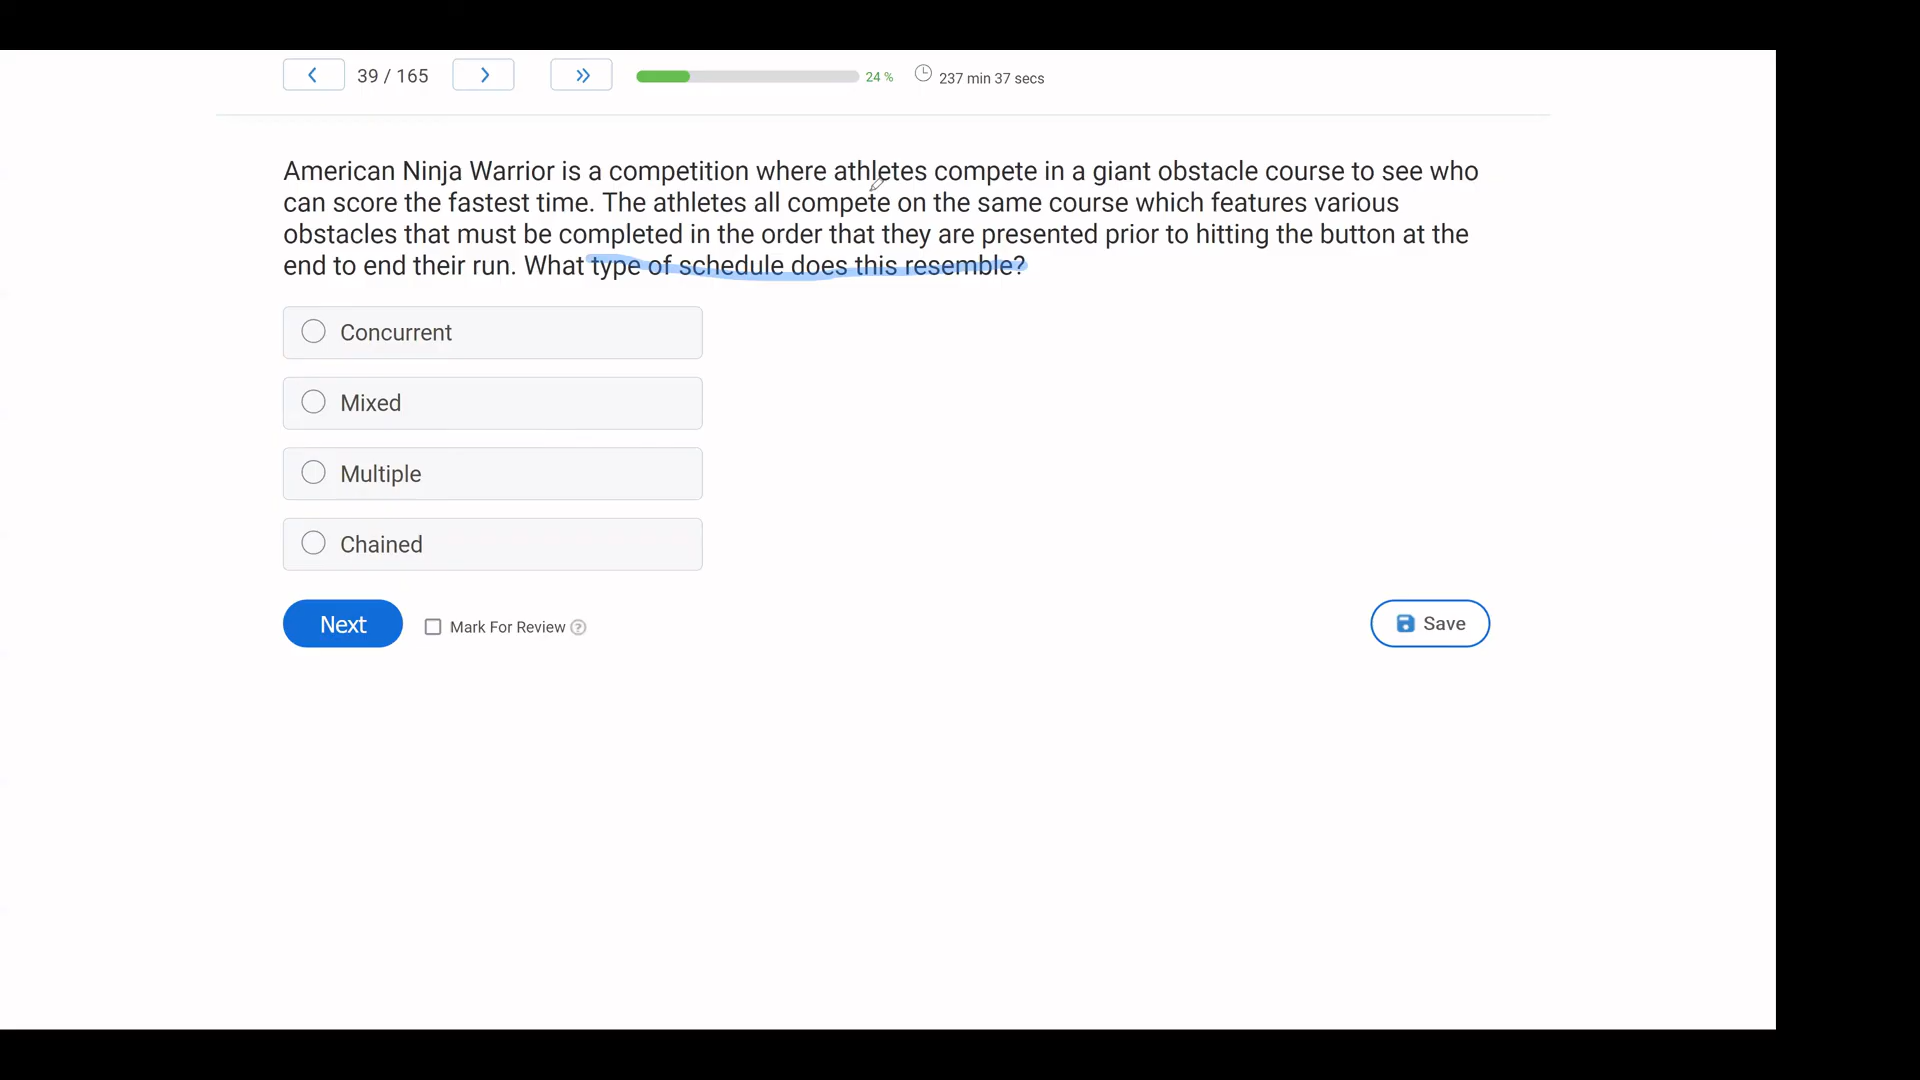 39 / 165
24 %
237 min 37 secs
American Ninja Warrior is a competition where athletes compete in a giant obstacle course to see who
can score the fastest time. The athletes all compete on the same course which features various
obstacles that must be completed in the order that they are presented prior to hitting the button at the
end to end their run. What type of schedule does this resemble?
Concurrent
Mixed
Multiple
Chained
Next
Mark For Review ?
Save